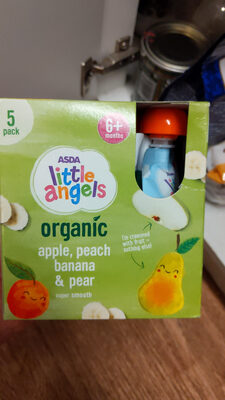 5
pack
6+
months
ASDA
little
angels
organic
apple, peach
banana
& pear
super smooth
I'm crammed
with fruit -
nothing else!